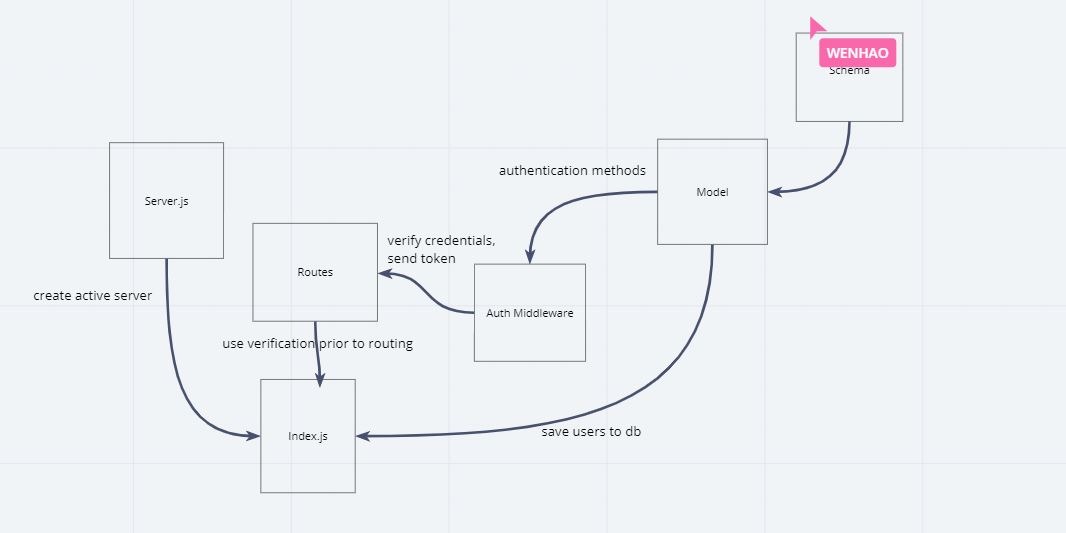 WENHAO
Schema
authentication methods
Model
Server.js
verify credentials,
send token
Routes
create active server
Auth Middleware
use verification prior to routing
Index.js
save users to db